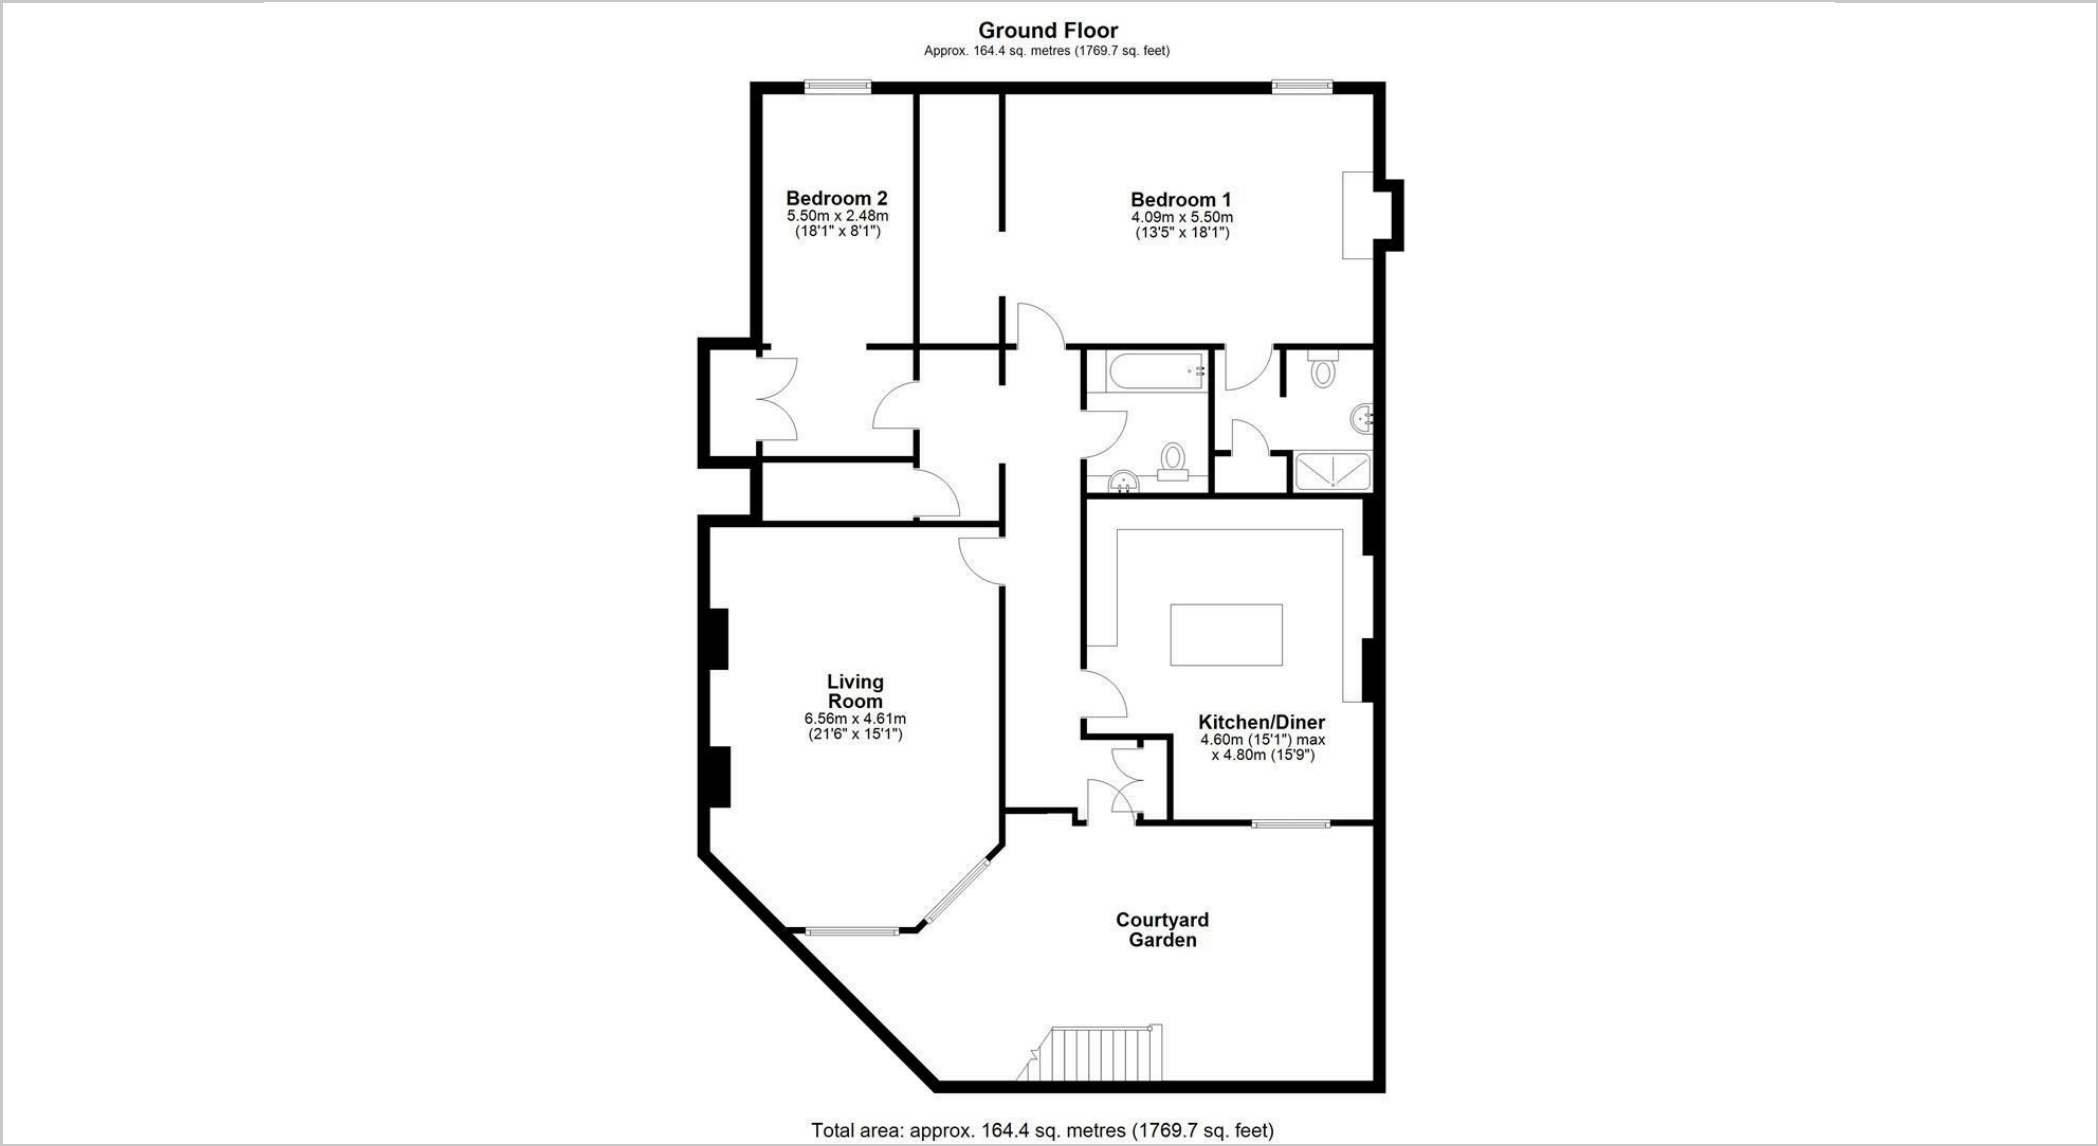 Ground Floor
Approx. 164.4 sq. metres (1769.7 sq. feet)
Bedroom 2
5.50m x 2.48m
(18'1" x 8'1")
Bedroom 1
4.09m x 5.50m
(13'5" x 18'1")
Living
Room
6.56m x 4.61m
(21'6" x 15'1")
Kitchen/Diner
4.60m (15'1") max
x 4.80m (15'9")
Courtyard
Garden
Total area: approx. 164.4 sq. metres (1769.7 sq. feet)